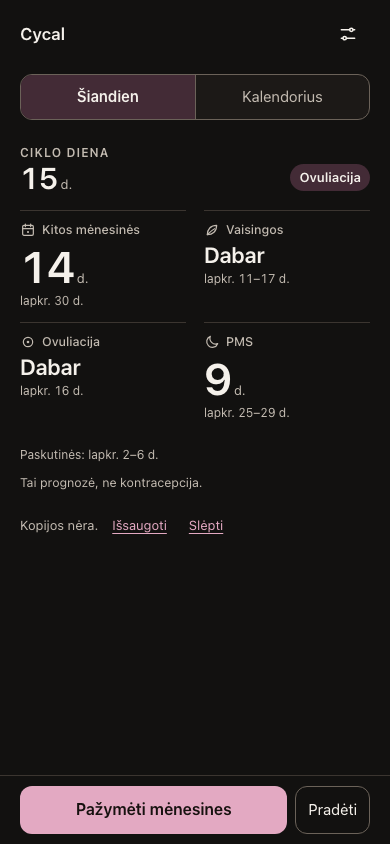 Cycal
Šiandien
Kalendorius
CIKLO DIENA
15 d.
Ovuliacija
Kitos mėnesinės
14 d.
lapkr. 30 d.
Vaisingos
Dabar
lapkr. 11–17 d.
Ovuliacija
Dabar
lapkr. 16 d.
PMS
9 d.
lapkr. 25–29 d.
Paskutinės: lapkr. 2–6 d.
Tai prognozė, ne kontracepcija.
Kopijos nėra. Išsaugoti Slėpti
Pažymėti mėnesines
Pradėti